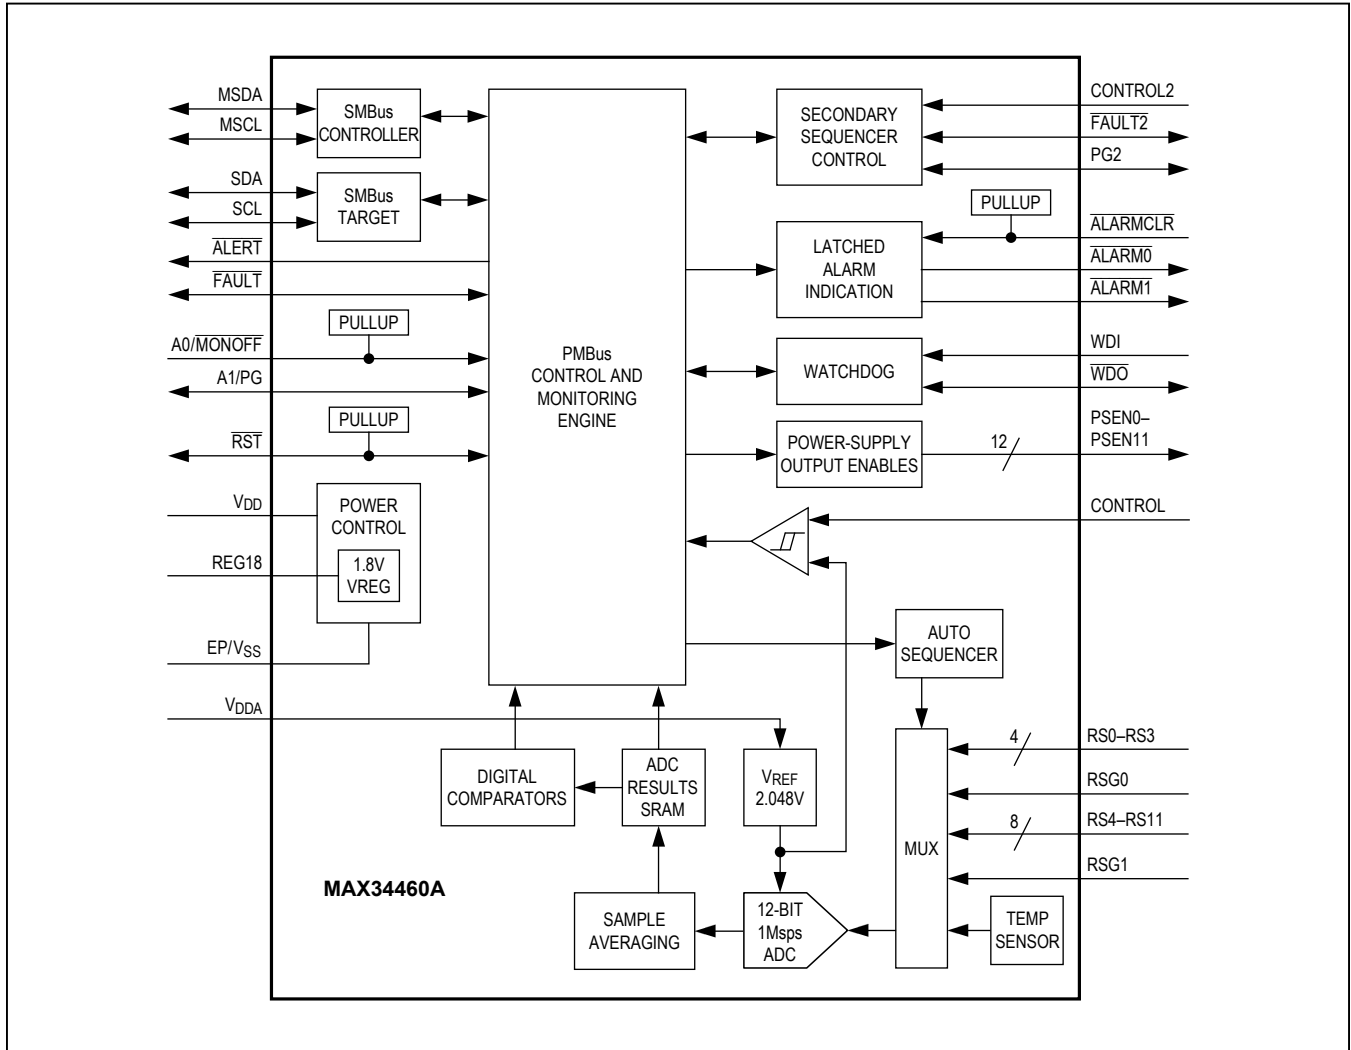 MSDA
MSCL
SMBus
CONTROLLER
SDA
SCL
SMBus
TARGET
ALERT
FAULT
PULLUP
A0/MONOFF
A1/PG
PULLUP
RST
VDD
POWER
CONTROL
REG18
1.8V
VREG
EP/VSS
VDDA
PMBus
CONTROL AND
MONITORING
ENGINE
SECONDARY
SEQUENCER
CONTROL
CONTROL2
FAULT2
PG2
PULLUP
ALARMCLR
LATCHED
ALARM
INDICATION
ALARM0
ALARM1
WATCHDOG
WDI
WDO
POWER-SUPPLY
OUTPUT ENABLES
12
PSEN0–
PSEN11
CONTROL
AUTO
SEQUENCER
DIGITAL
COMPARATORS
ADC
RESULTS
SRAM
VREF
2.048V
MUX
4
RS0–RS3
RSG0
8
RS4–RS11
RSG1
MAX34460A
SAMPLE
AVERAGING
12-BIT
1Msps
ADC
TEMP
SENSOR